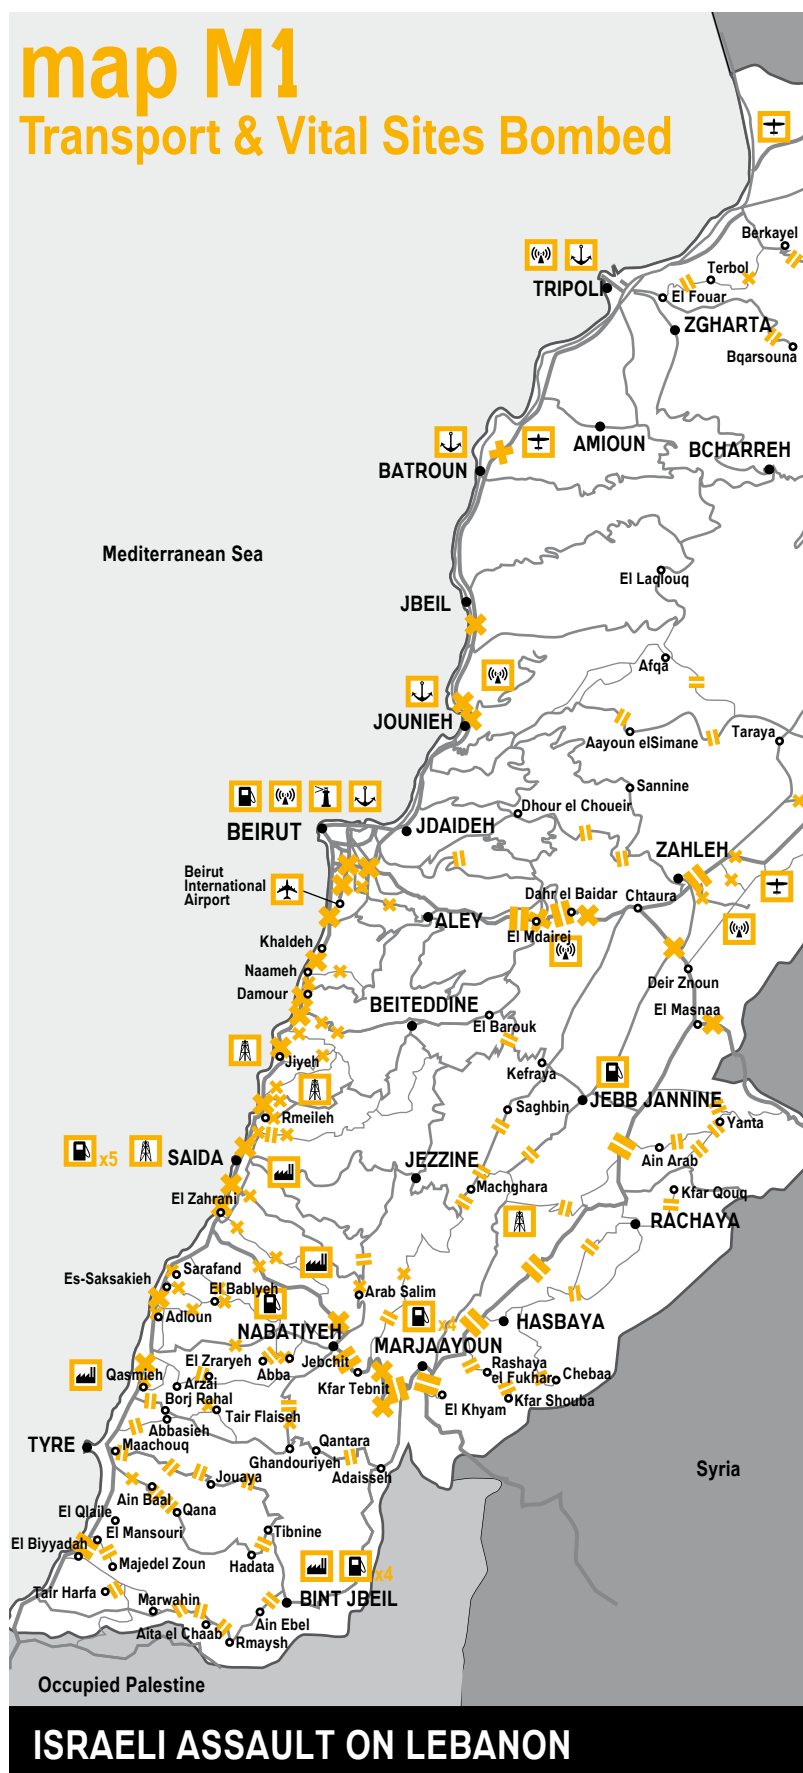 map M1
Transport & Vital Sites Bombed
Berkayel
Terbol
TRIPOLI
El Fouar
ZGHARTA
Bqarsouna
AMIOUN
BCHARREH
BATROUN
Mediterranean Sea
El Laqlouq
JBEIL
Afqa
JOUNIEH
Taraya
Aayoun elSimane
Sannine
Dhour el Choueir
BEIRUT
JDAIDEH
ZAHLEH
Beirut
International
Airport
Dahr el Baidar
Chtaura
ALEY
El Mdairej
Khaldeh
Naameh
Deir Znoun
Damour
BEITEDDINE
El Masnaa
El Barouk
Jiyeh
Kefraya
JEBB JANNINE
Saghbin
Rmeileh
Yanta
x5
SAIDA
Ain Arab
JEZZINE
Machghara
Kfar Qouq
El Zahrani
RACHAYA
Sarafand
Es-Saksakieh
El Bablyeh
Arab Salim
Adloun
x4
HASBAYA
NABATIYEH
MARJAAYOUN
El Zraryeh
Jebchit
Abba
Rashaya
el Fukhar
Chebaa
Qasmieh
Arzai
Kfar Tebnit
Borj Rahal
El Khyam
Kfar Shouba
Tair Flaiseh
Abbasieh
TYRE
Maachouq
Qantara
Ghandouriyeh
Adaisseh
Syria
Jouaya
Ain Baal
Qana
El Qlaile
El Mansouri
Tibnine
El Biyyadah
Majedel Zoun
Hadata
x4
Tair Harfa
Marwahin
BINT JBEIL
Ain Ebel
Aita el Chaab
Rmaysh
Occupied Palestine
ISRAELI ASSAULT ON LEBANON